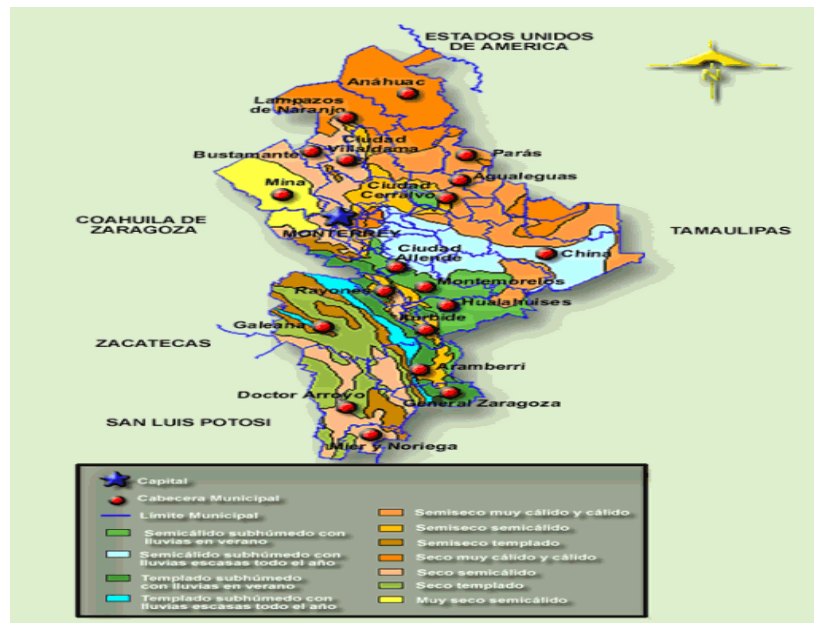 ESTADOS UNIDOS
DE AMERICA
N
Anáhuac
Lampazos
de Naranjo
Ciudad
Villaldama
Bustamante
Parás
Mina
Agualeguas
Ciudad
Cerralvo
COAHUILA DE
ZARAGOZA
MONTERREY
TAMAULIPAS
Ciudad
Allende
China
Montemorelos
Rayones
Hualahuises
Iturbide
Galeana
ZACATECAS
Aramberri
Doctor Arroyo
General Zaragoza
SAN LUIS POTOSI
Mier y Noriega
Capital
Cabecera Municipal
Límite Municipal
Semicálido subhúmedo con
lluvias en verano
Semicálido subhúmedo con
lluvias escasas todo el año
Templado subhúmedo
con lluvias en verano
Templado subhúmedo con
lluvias escasas todo el año
Semiseco muy cálido y cálido
Semiseco semicálido
Semiseco templado
Seco muy cálido y cálido
Seco semicálido
Seco templado
Muy seco semicálido